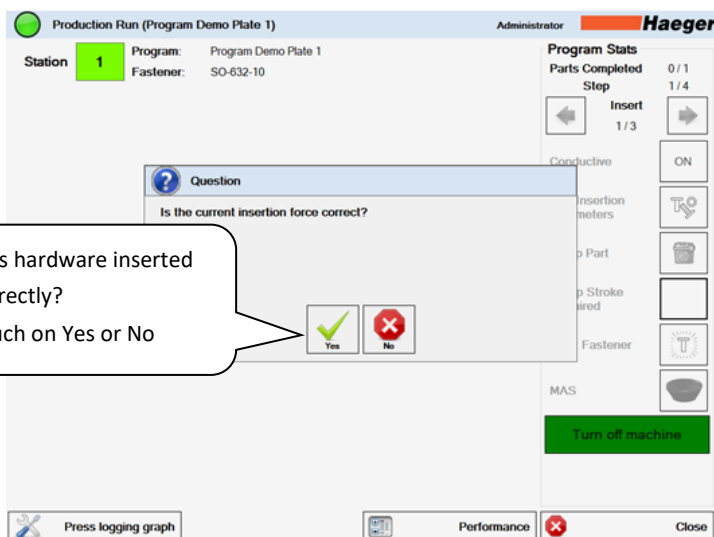 Production Run (Program Demo Plate 1)
Administrator
Haeger
Station
1
Program: Program Demo Plate 1
Fastener: SO-632-10
Program Stats
Parts Completed 0 / 1
Step 1 / 4
Insert
1 / 3
Conductive ON
Insertion
meters
Part
Stroke
Fastener
MAS
Turn off machine
Question
Is the current insertion force correct?
Yes
No
s hardware inserted
rectly?
uch on Yes or No
Press logging graph
Performance
Close